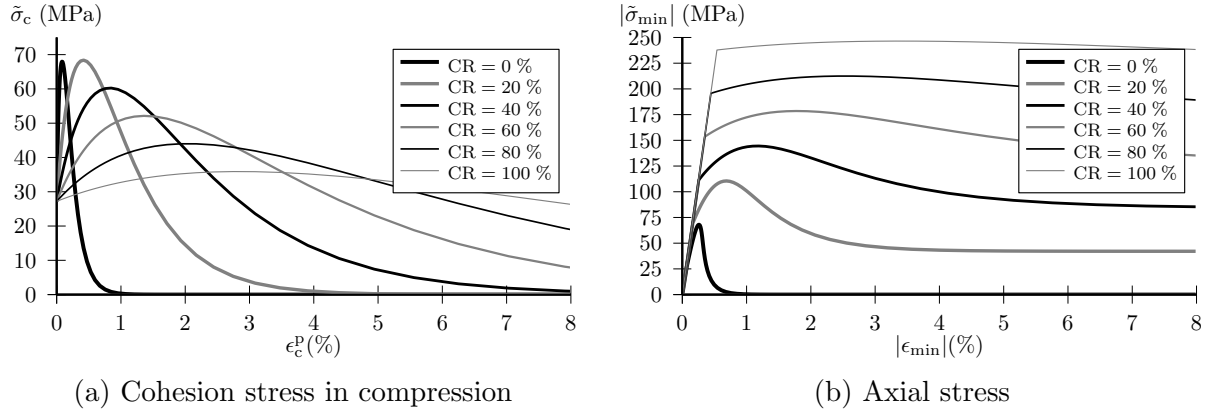 σ̃c (MPa)
70
60
50
40
30
20
10
0
0 1 2 3 4 5 6 7 8
ϵcᵖ(%)
CR = 0 %
CR = 20 %
CR = 40 %
CR = 60 %
CR = 80 %
CR = 100 %
(a) Cohesion stress in compression
|σ̃min| (MPa)
250
225
200
175
150
125
100
75
50
25
0
0 1 2 3 4 5 6 7 8
|ϵmin|(%)
CR = 0 %
CR = 20 %
CR = 40 %
CR = 60 %
CR = 80 %
CR = 100 %
(b) Axial stress